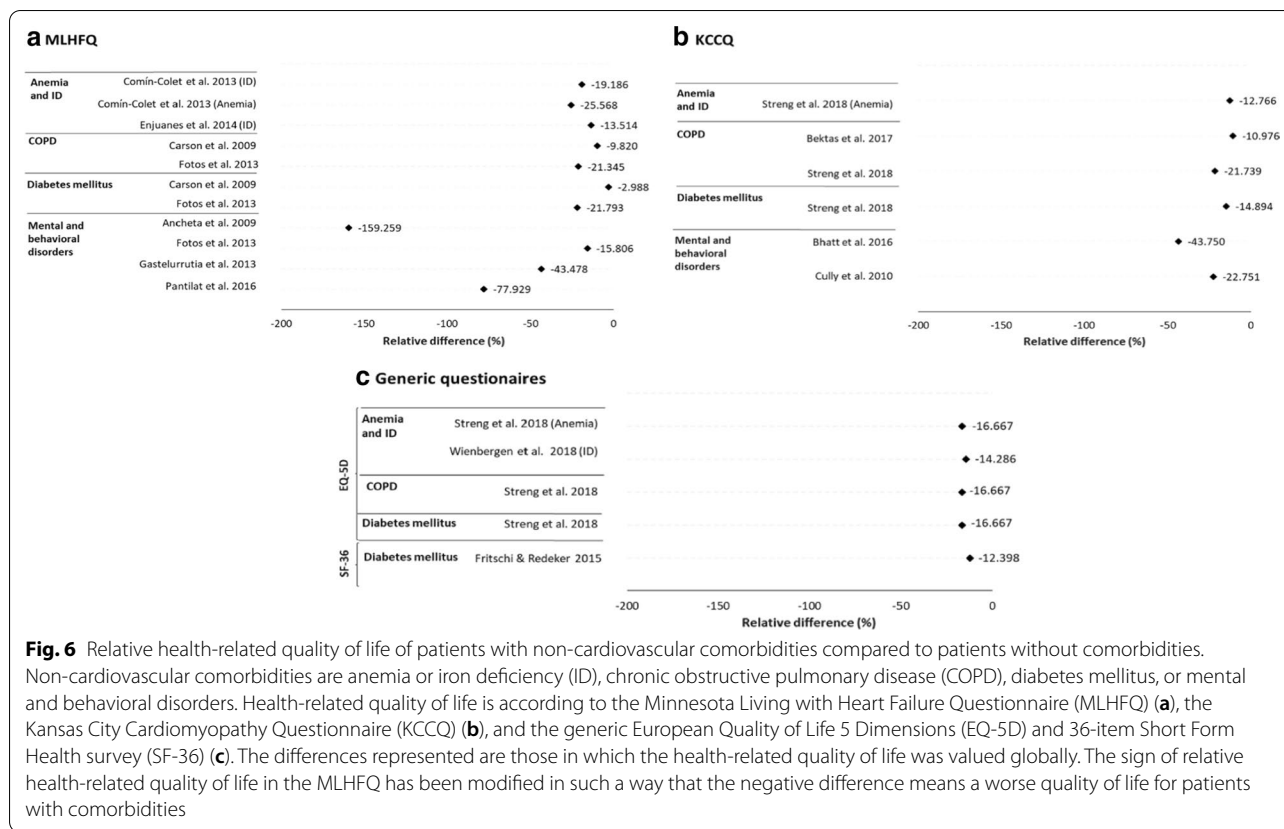 a MLHFQ
Anemia and ID
Comín-Colet et al. 2013 (ID)
-19.186
Comín-Colet et al. 2013 (Anemia)
-25.568
Enjuanes et al. 2014 (ID)
-13.514
COPD
Carson et al. 2009
-9.820
Fotos et al. 2013
-21.345
Diabetes mellitus
Carson et al. 2009
-2.988
Fotos et al. 2013
-21.793
Mental and behavioral disorders
Ancheta et al. 2009
-159.259
Fotos et al. 2013
-15.806
Gastelurrutia et al. 2013
-43.478
Pantilat et al. 2016
-77.929
-200 -150 -100 -50 0
Relative difference (%)
b KCCQ
Anemia and ID
Streng et al. 2018 (Anemia)
-12.766
COPD
Bektas et al. 2017
-10.976
Streng et al. 2018
-21.739
Diabetes mellitus
Streng et al. 2018
-14.894
Mental and behavioral disorders
Bhatt et al. 2016
-43.750
Cully et al. 2010
-22.751
-200 -150 -100 -50 0
Relative difference (%)
c Generic questionaires
EQ-5D
Anemia and ID
Streng et al. 2018 (Anemia)
-16.667
Wienbergen et al. 2018 (ID)
-14.286
COPD
Streng et al. 2018
-16.667
Diabetes mellitus
Streng et al. 2018
-16.667
SF-36
Diabetes mellitus
Fritschi & Redeker 2015
-12.398
-200 -150 -100 -50 0
Relative difference (%)
Fig. 6 Relative health-related quality of life of patients with non-cardiovascular comorbidities compared to patients without comorbidities.
Non-cardiovascular comorbidities are anemia or iron deficiency (ID), chronic obstructive pulmonary disease (COPD), diabetes mellitus, or mental
and behavioral disorders. Health-related quality of life is according to the Minnesota Living with Heart Failure Questionnaire (MLHFQ) (a), the
Kansas City Cardiomyopathy Questionnaire (KCCQ) (b), and the generic European Quality of Life 5 Dimensions (EQ-5D) and 36-item Short Form
Health survey (SF-36) (c). The differences represented are those in which the health-related quality of life was valued globally. The sign of relative
health-related quality of life in the MLHFQ has been modified in such a way that the negative difference means a worse quality of life for patients
with comorbidities